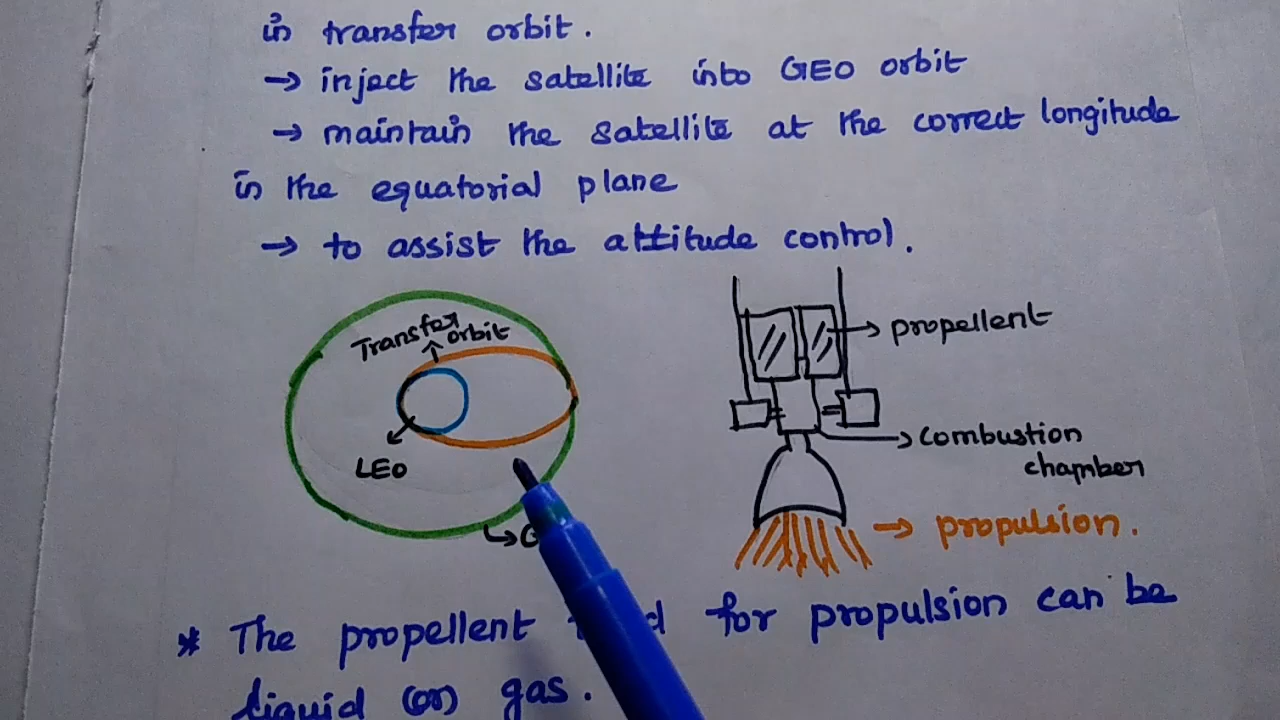 in transfer orbit.
→ inject the satellite into GEO orbit
→ maintain the satellite at the correct longitude
in the equatorial plane
→ to assist the attitude control.
Transfer
orbit
LEO
propellent
combustion
chamber
propulsion.
* The propellent for propulsion can be
liquid (or) gas.